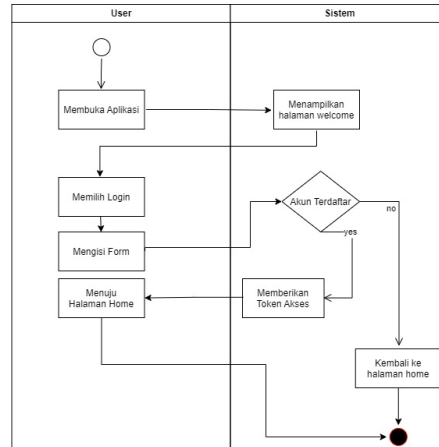 User
Sistem
Membuka Aplikasi
Menampilkan
halaman welcome
Memilih Login
Akun Terdaftar
no
yes
Mengisi Form
Menuju
Halaman Home
Memberikan
Token Akses
Kembali ke
halaman home